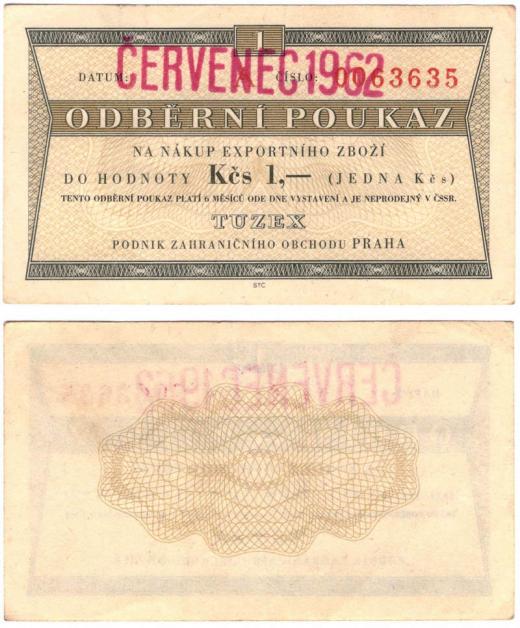 1
ČERVENEC 1962
DATUM: ČÍSLO: 0063635
ODBĚRNÍ POUKAZ
NA NÁKUP EXPORTNÍHO ZBOŽÍ
DO HODNOTY Kčs 1,— (JEDNA Kčs)
TENTO ODBĚRNÍ POUKAZ PLATÍ 6 MĚSÍCŮ ODE DNE VYSTAVENÍ A JE NEPRODEJNÝ V ČSSR.
TUZEX
PODNIK ZAHRANIČNÍHO OBCHODU PRAHA
STC